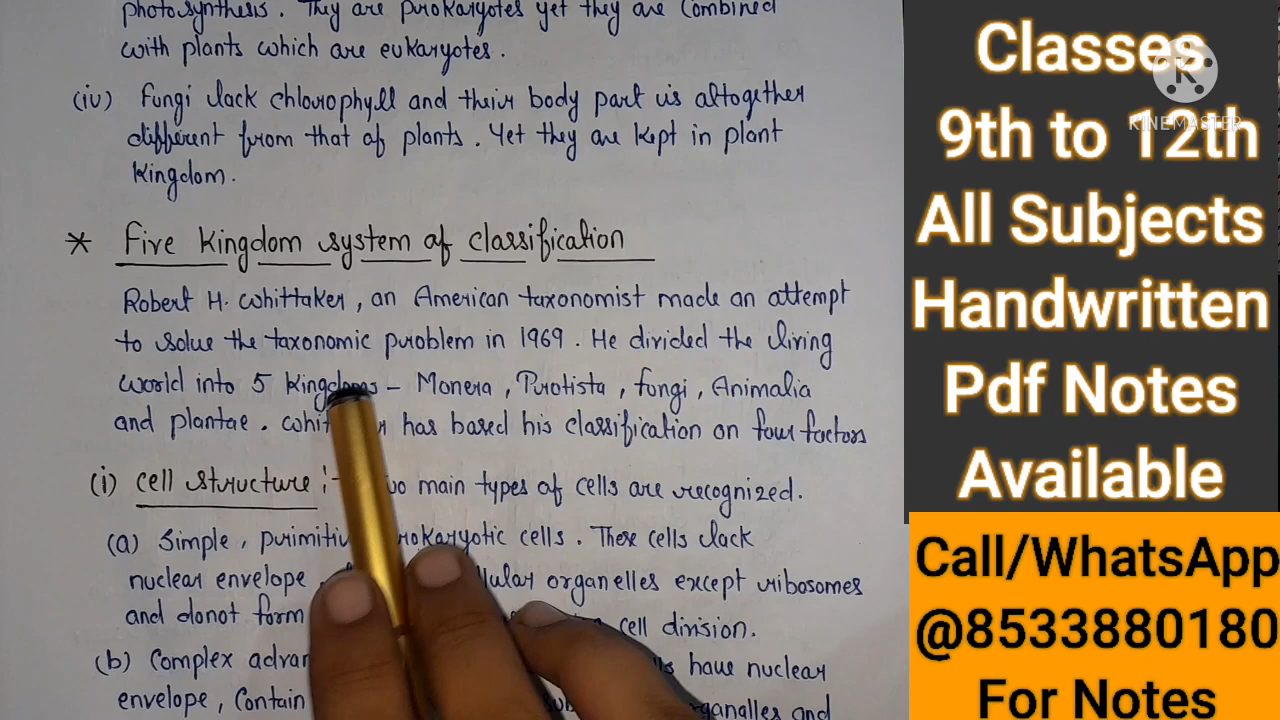 photosynthesis. They are prokaryotes yet they are combined
with plants which are eukaryotes.
(iv) Fungi lack chlorophyll and their body part is altogether
different from that of plants. Yet they are kept in plant
Kingdom.
* Five Kingdom system of classification
Robert H. Whittaker, an American taxonomist made an attempt
to solve the taxonomic problem in 1969. He divided the living
world into 5 Kingdoms - Monera, Protista, fungi, Animalia
and plantae. has based his classification on four factors
(i) cell structure :- main types of cells are recognized.
(a) Simple, cells. These cells lack
nuclear envelope organelles except ribosomes
and donot form cell division.
(b) Complex have nuclear
envelope, Contain and
Classes
9th to 12th
All Subjects
Handwritten
Pdf Notes
Available
Call/WhatsApp
@8533880180
For Notes
K
KINEMASTER